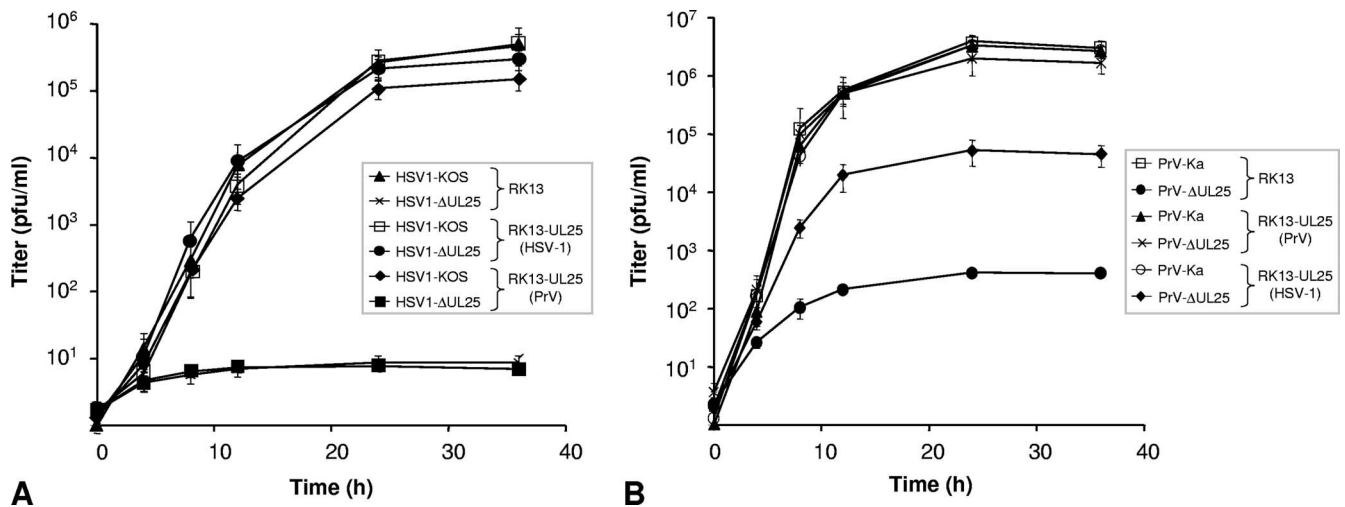 10⁶
10⁵
10⁴
10³
10²
10¹
Titer (pfu/ml)
0 10 20 30 40
Time (h)
A
HSV1-KOS
HSV1-ΔUL25
RK13
HSV1-KOS
HSV1-ΔUL25
RK13-UL25
(HSV-1)
HSV1-KOS
HSV1-ΔUL25
RK13-UL25
(PrV)
10⁷
10⁶
10⁵
10⁴
10³
10²
10¹
Titer (pfu/ml)
0 10 20 30 40
Time (h)
B
PrV-Ka
PrV-ΔUL25
RK13
PrV-Ka
PrV-ΔUL25
RK13-UL25
(PrV)
PrV-Ka
PrV-ΔUL25
RK13-UL25
(HSV-1)